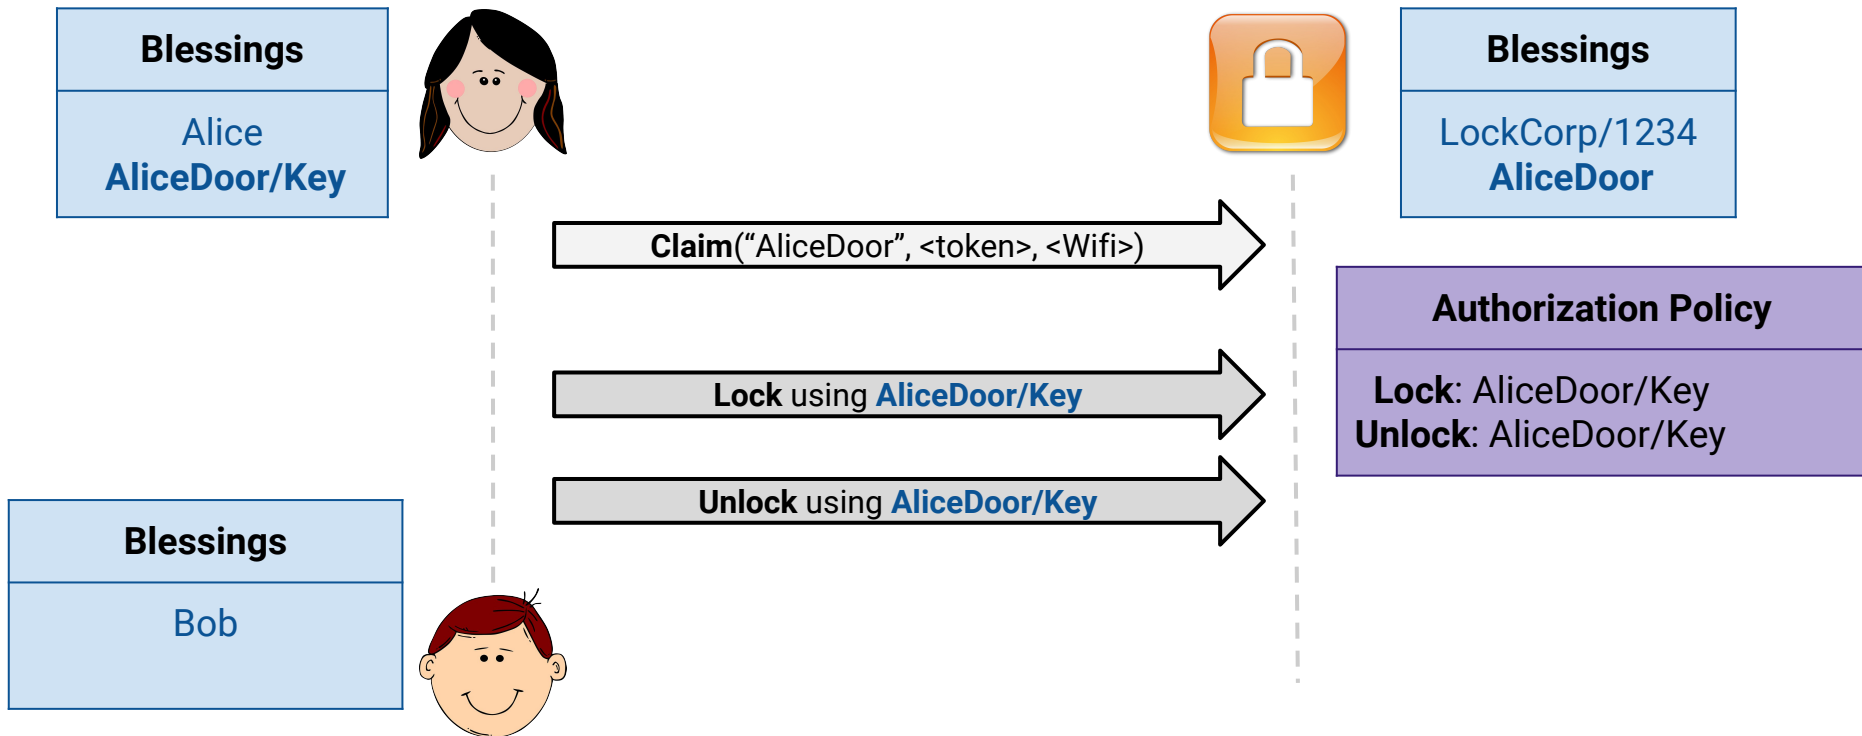 Blessings
Alice
AliceDoor/Key
Blessings
LockCorp/1234
AliceDoor
Claim(“AliceDoor”, <token>, <Wifi>)
Authorization Policy
Lock: AliceDoor/Key
Unlock: AliceDoor/Key
Lock using AliceDoor/Key
Unlock using AliceDoor/Key
Blessings
Bob